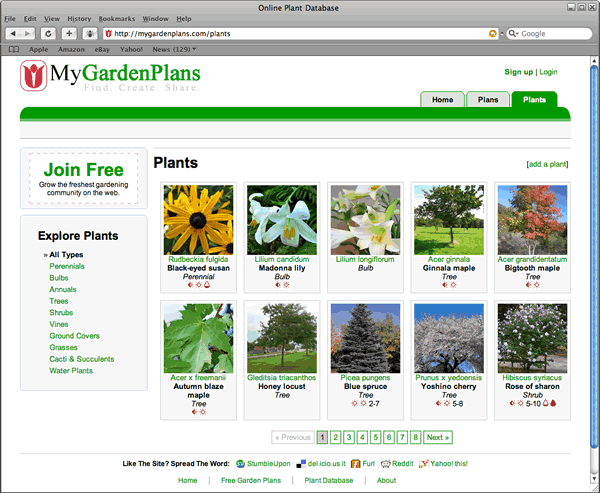 Online Plant Database
File Edit View History Bookmarks Window Help
http://mygardenplans.com/plants
Google
Apple Amazon eBay Yahoo! News (129)
MyGardenPlans
Find. Create. Share.
Sign up | Login
Home Plans Plants
Join Free
Grow the freshest gardening
community on the web.
Explore Plants
» All Types
Perennials
Bulbs
Annuals
Trees
Shrubs
Vines
Ground Covers
Grasses
Cacti & Succulents
Water Plants
Plants
[add a plant]
Rudbeckia fulgida
Black-eyed susan
Perennial
Lilium candidum
Madonna lily
Bulb
Lilium longiflorum
Bulb
Acer ginnala
Ginnala maple
Tree
Acer grandidentatum
Bigtooth maple
Tree
Acer x freemanii
Autumn blaze
maple
Tree
Gleditsia triacanthos
Honey locust
Tree
Picea pungens
Blue spruce
Tree
2-7
Prunus x yedoensis
Yoshino cherry
Tree
5-8
Hibiscus syriacus
Rose of sharon
Shrub
5-10
« Previous 1 2 3 4 5 6 7 8 Next »
Like The Site? Spread The Word: StumbleUpon del.icio.us it Furl Reddit Yahoo! this!
Home | Free Garden Plans | Plant Database | About